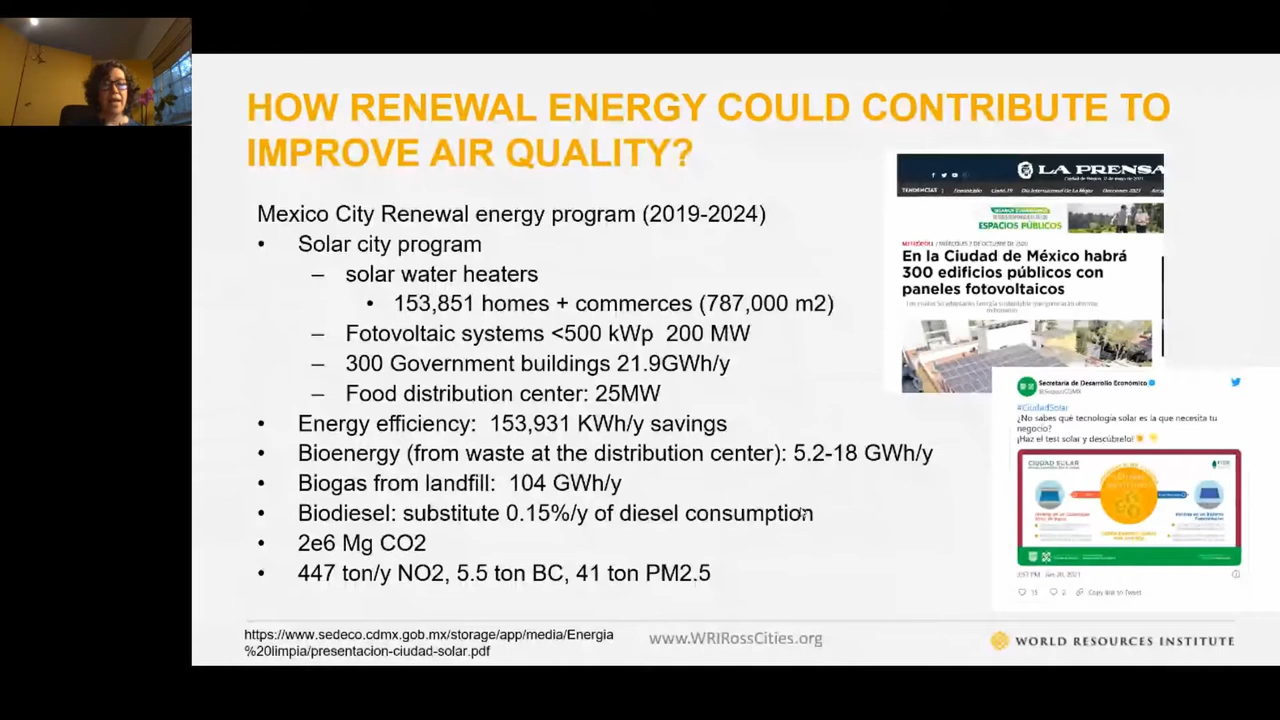 HOW RENEWAL ENERGY COULD CONTRIBUTE TO
IMPROVE AIR QUALITY?
Mexico City Renewal energy program (2019-2024)
• Solar city program
– solar water heaters
• 153,851 homes + commerces (787,000 m2)
– Fotovoltaic systems <500 kWp 200 MW
– 300 Government buildings 21.9GWh/y
– Food distribution center: 25MW
• Energy efficiency: 153,931 KWh/y savings
• Bioenergy (from waste at the distribution center): 5.2-18 GWh/y
• Biogas from landfill: 104 GWh/y
• Biodiesel: substitute 0.15%/y of diesel consumption
• 2e6 Mg CO2
• 447 ton/y NO2, 5.5 ton BC, 41 ton PM2.5
LA PRENSA
TENDENCIAS
ESPACIOS PÚBLICOS
En la Ciudad de México habrá
300 edificios públicos con
paneles fotovoltaicos
Secretaría de Desarrollo Económico
#CiudadSolar
¿No sabes qué tecnología solar es la que necesita tu
negocio?
¡Haz el test solar y descúbrelo!
CIUDAD SOLAR
Copy link to Tweet
https://www.sedeco.cdmx.gob.mx/storage/app/media/Energia
%20limpia/presentacion-ciudad-solar.pdf
www.WRIRossCities.org
WORLD RESOURCES INSTITUTE